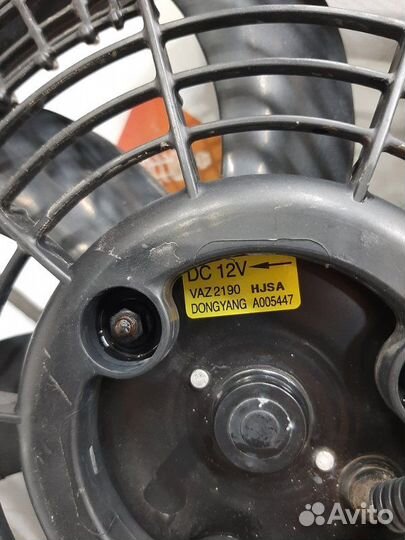 DC 12V ←
VAZ2190 HJSA
DONGYANG A005447
Avito